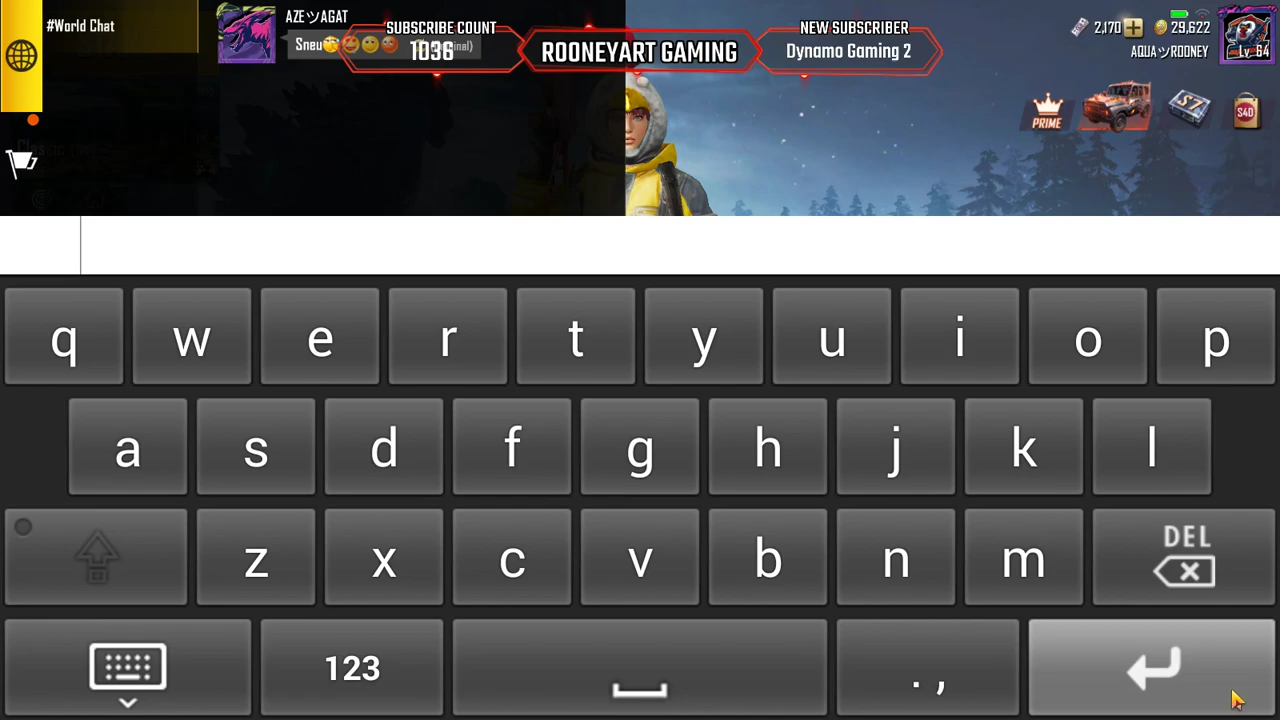 #World Chat
AZEツAGAT
SUBSCRIBE COUNT
1036
ROONEYART GAMING
NEW SUBSCRIBER
Dynamo Gaming 2
2,170
29,622
AQUAツROONEY
Lv. 64
PRIME
S7
S4D
q w e r t y u i o p
a s d f g h j k l
z x c v b n m DEL
123 . ,